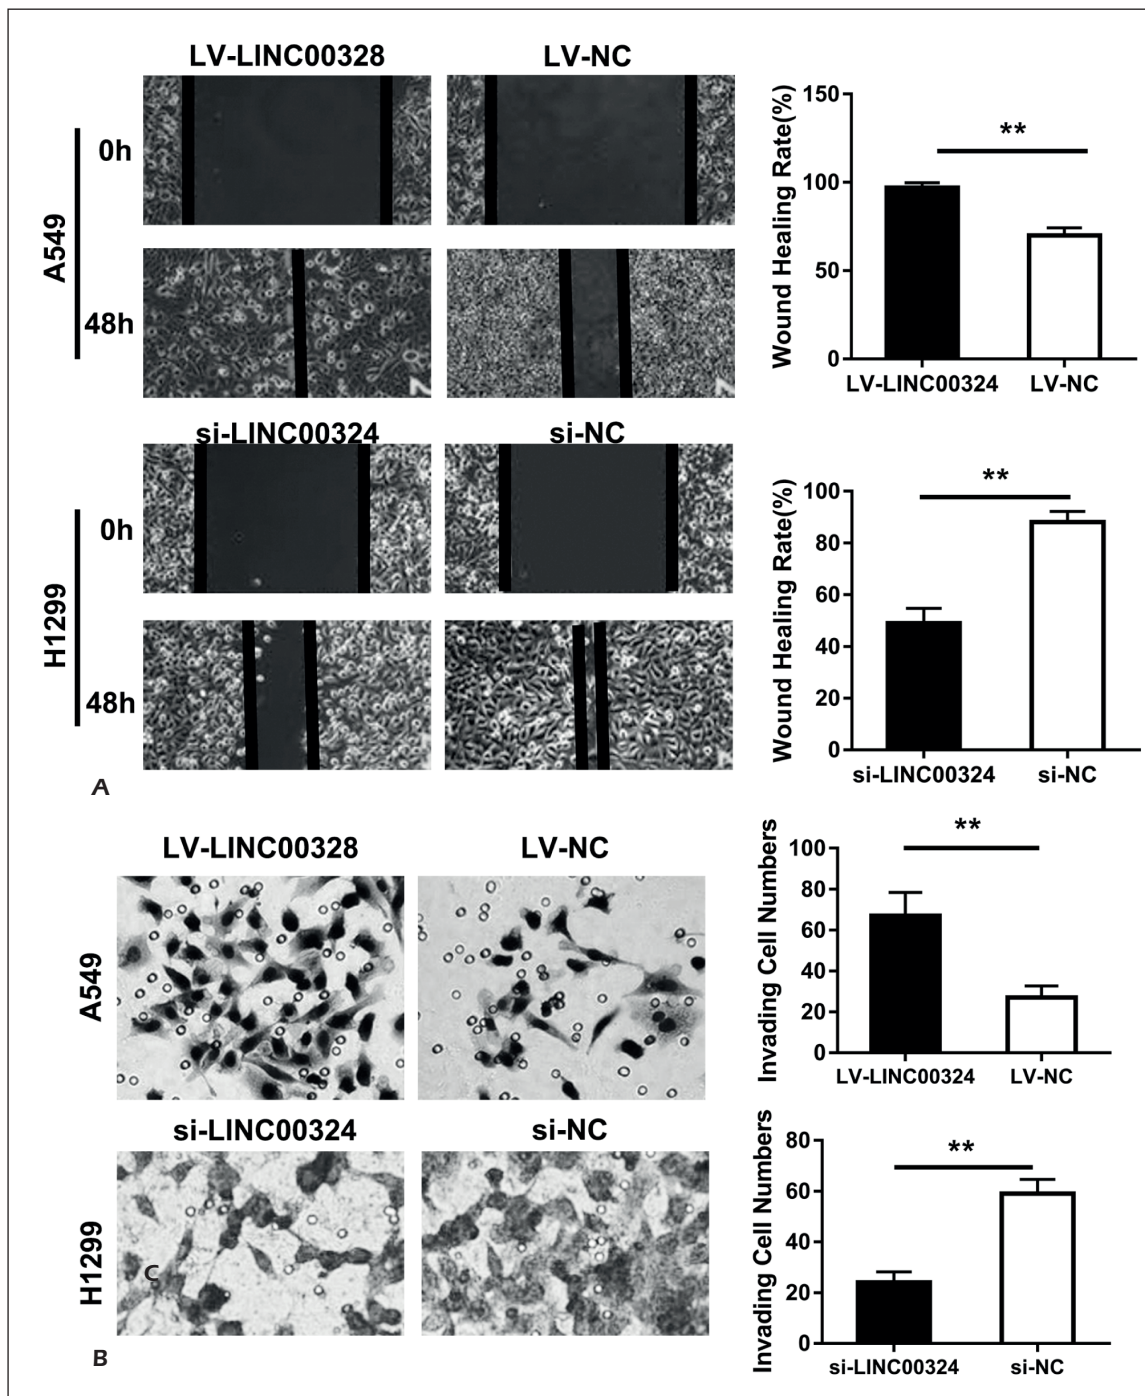 LV-LINC00328 LV-NC
0h
A549
48h
Wound Healing Rate(%)
150
100
50
0
**
LV-LINC00324 LV-NC
si-LINC00324 si-NC
0h
H1299
48h
Wound Healing Rate(%)
100
80
60
40
20
0
**
si-LINC00324 si-NC
A
LV-LINC00328 LV-NC
A549
Invading Cell Numbers
100
80
60
40
20
0
**
LV-LINC00324 LV-NC
si-LINC00324 si-NC
H1299
C
Invading Cell Numbers
80
60
40
20
0
**
si-LINC00324 si-NC
B